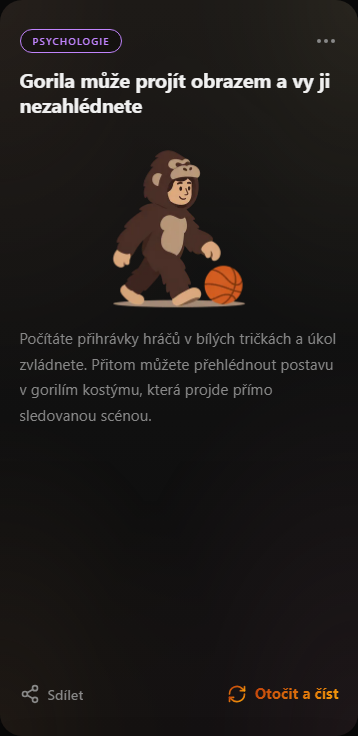 PSYCHOLOGIE
Gorila může projít obrazem a vy ji
nezahlédnete
Počítáte přihrávky hráčů v bílých tričkách a úkol
zvládnete. Přitom můžete přehlédnout postavu
v gorilím kostýmu, která projde přímo
sledovanou scénou.
Sdílet
Otočit a číst